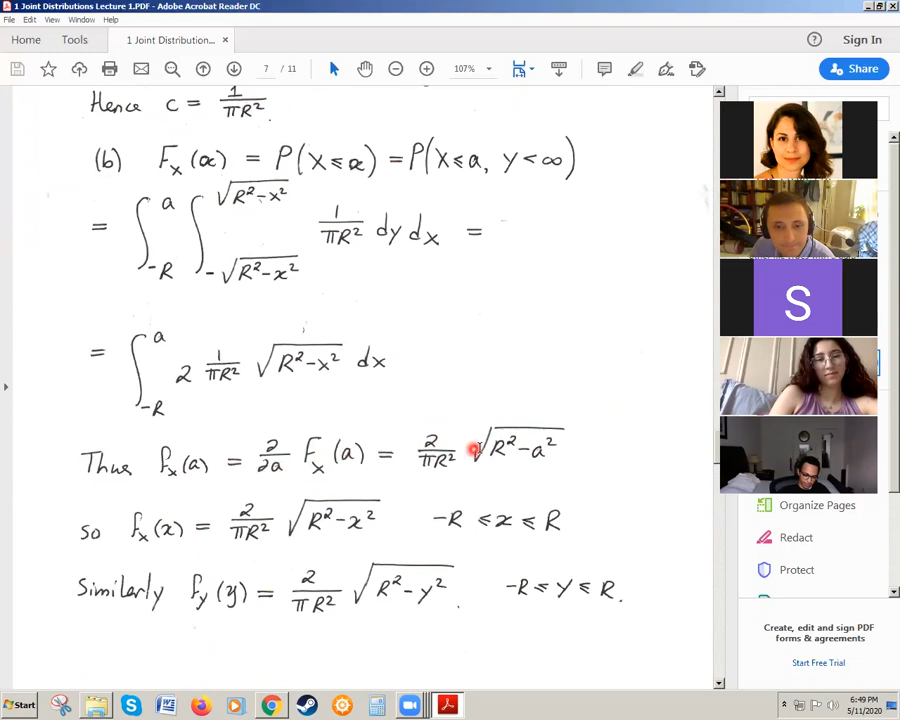 1 Joint Distributions Lecture 1.PDF - Adobe Acrobat Reader DC
File Edit View Window Help
Home Tools 1 Joint Distribution... × Sign In
7 / 11 107% Share
Hence c = 1/πR².
(b) Fx(a) = P(X ≤ a) = P(X ≤ a, Y < ∞)
= ∫_{-R}^{a} ∫_{-√(R²-x²)}^{√(R²-x²)} 1/πR² dy dx =
= ∫_{-R}^{a} 2 1/πR² √(R²-x²) dx
Thus fx(a) = ∂/∂a Fx(a) = 2/πR² √(R²-a²)
so fx(x) = 2/πR² √(R²-x²) -R ≤ x ≤ R
Similarly fy(y) = 2/πR² √(R²-y²). -R ≤ y ≤ R.
S
Organize Pages
Redact
Protect
Create, edit and sign PDF
forms & agreements
Start Free Trial
Start
6:49 PM
5/11/2020